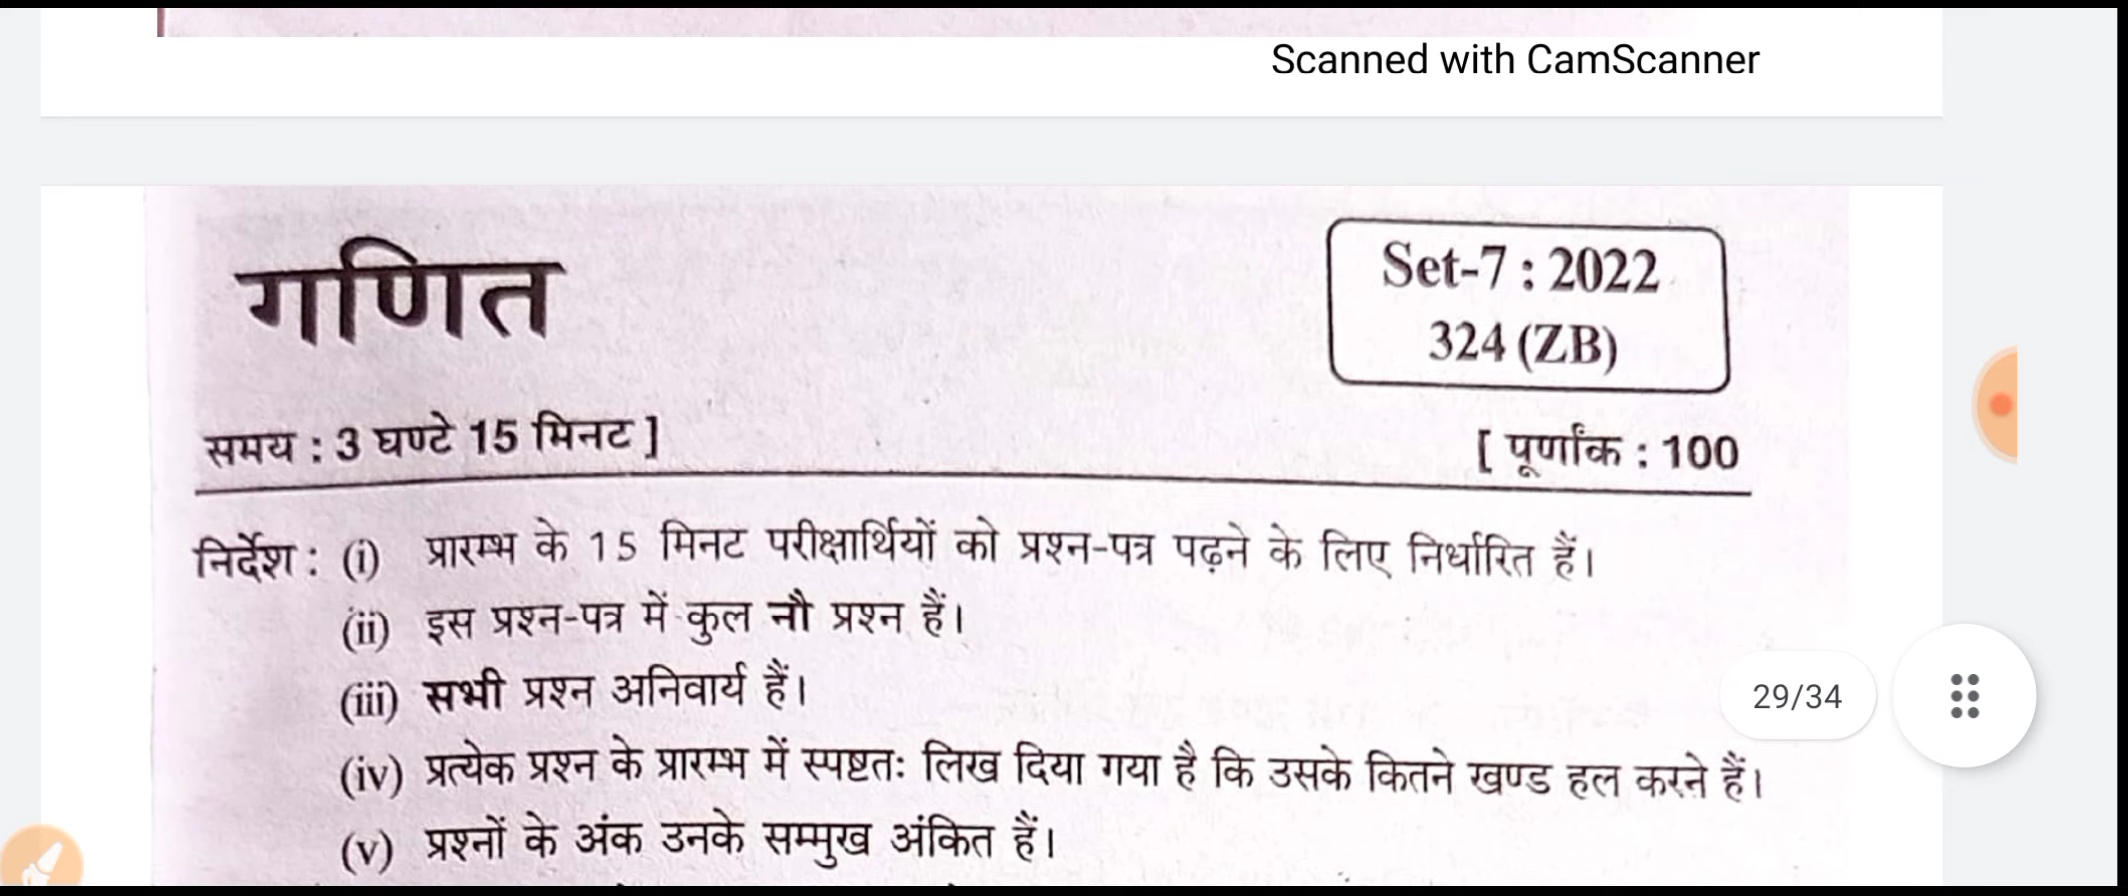 Scanned with CamScanner
गणित
Set-7 : 2022
324 (ZB)
समय : 3 घण्टे 15 मिनट ]
[ पूर्णांक : 100
निर्देश : (i) प्रारम्भ के 15 मिनट परीक्षार्थियों को प्रश्न-पत्र पढ़ने के लिए निर्धारित हैं।
(ii) इस प्रश्न-पत्र में कुल नौ प्रश्न हैं।
(iii) सभी प्रश्न अनिवार्य हैं।
29/34
(iv) प्रत्येक प्रश्न के प्रारम्भ में स्पष्टतः लिख दिया गया है कि उसके कितने खण्ड हल करने हैं।
(v) प्रश्नों के अंक उनके सम्मुख अंकित हैं।